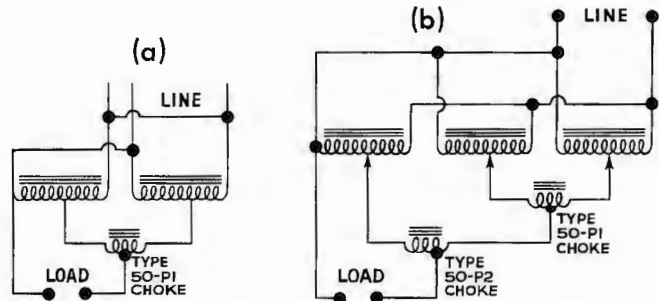 (a)
LINE
TYPE
50-P1
CHOKE
LOAD
(b)
LINE
TYPE
50-P1
CHOKE
TYPE
50-P2
CHOKE
LOAD